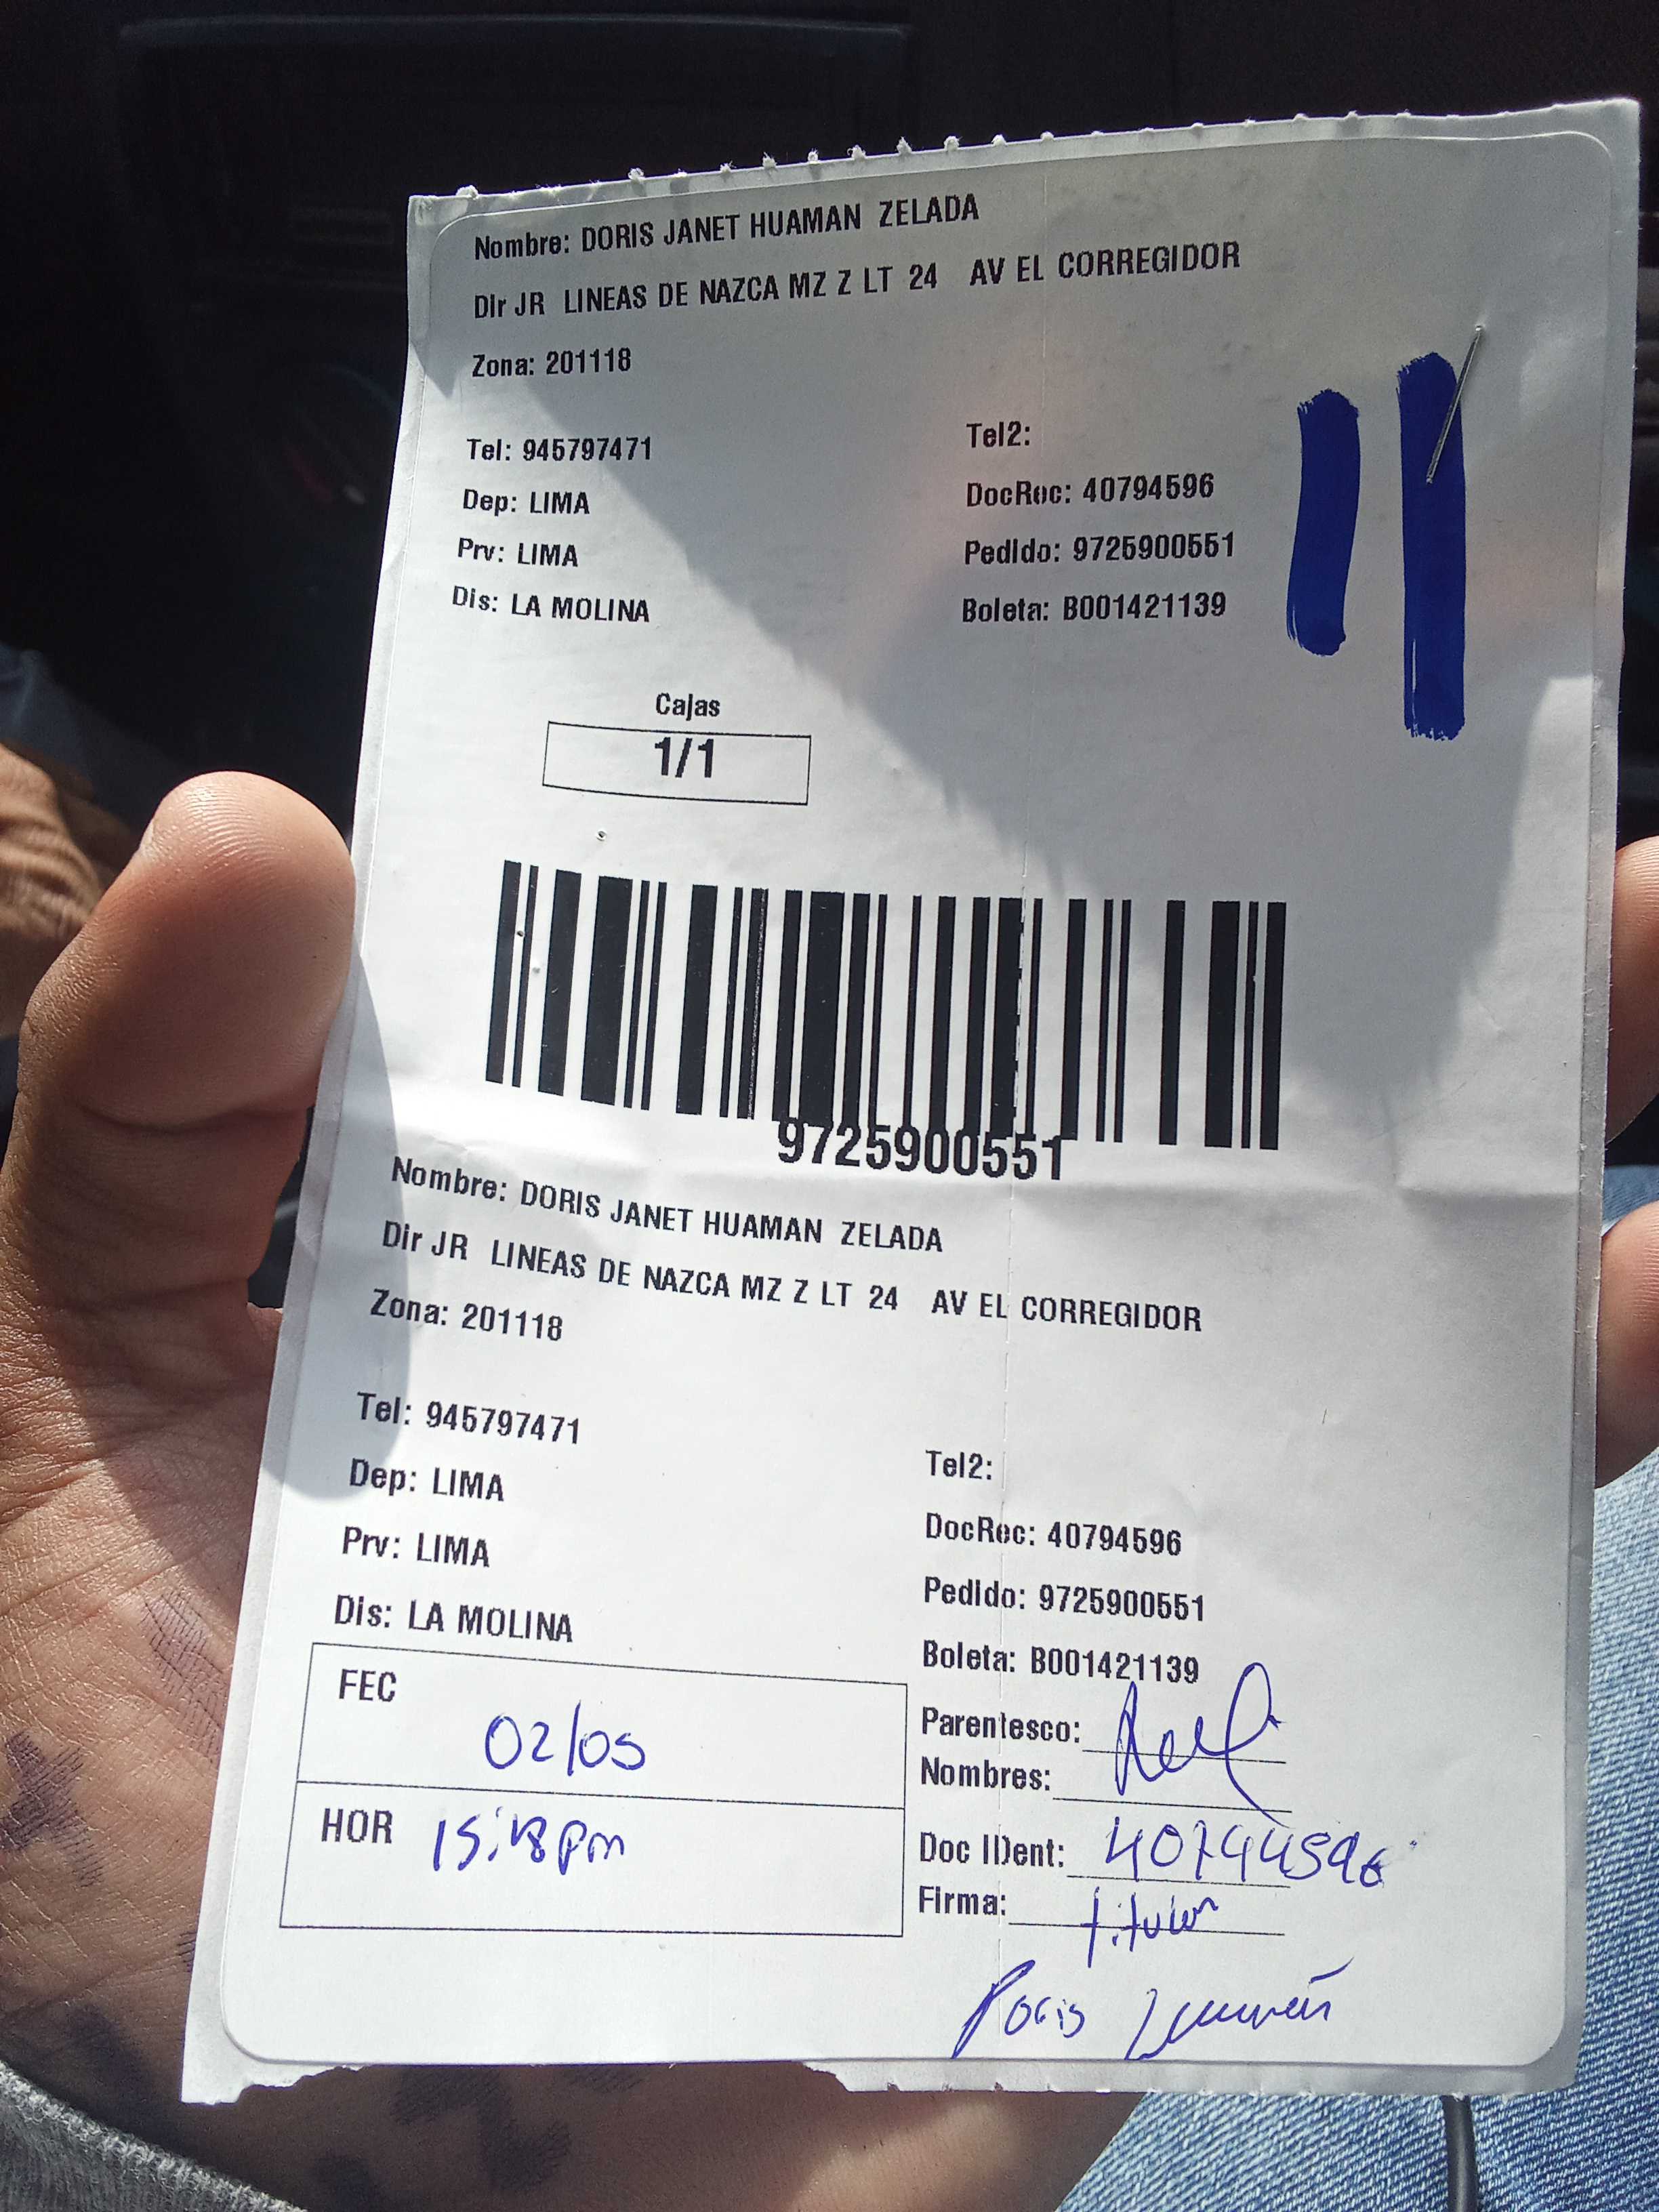 Nombre: DORIS JANET HUAMAN ZELADA
Dir JR LINEAS DE NAZCA MZ Z LT 24 AV EL CORREGIDOR
Zona: 201118
Tel: 945797471 Tel2:
Dep: LIMA DocRec: 40794596
Prv: LIMA Pedido: 9725900551
Dis: LA MOLINA Boleta: B001421139
11
Cajas
1/1
9725900551
Nombre: DORIS JANET HUAMAN ZELADA
Dir JR LINEAS DE NAZCA MZ Z LT 24 AV EL CORREGIDOR
Zona: 201118
Tel: 945797471 Tel2:
Dep: LIMA DocRec: 40794596
Prv: LIMA Pedido: 9725900551
Dis: LA MOLINA Boleta: B001421139
FEC 02/05 Parentesco:
Nombres:
HOR 15:18pm Doc IDent: 40794596
Firma: titular
Doris Huamán